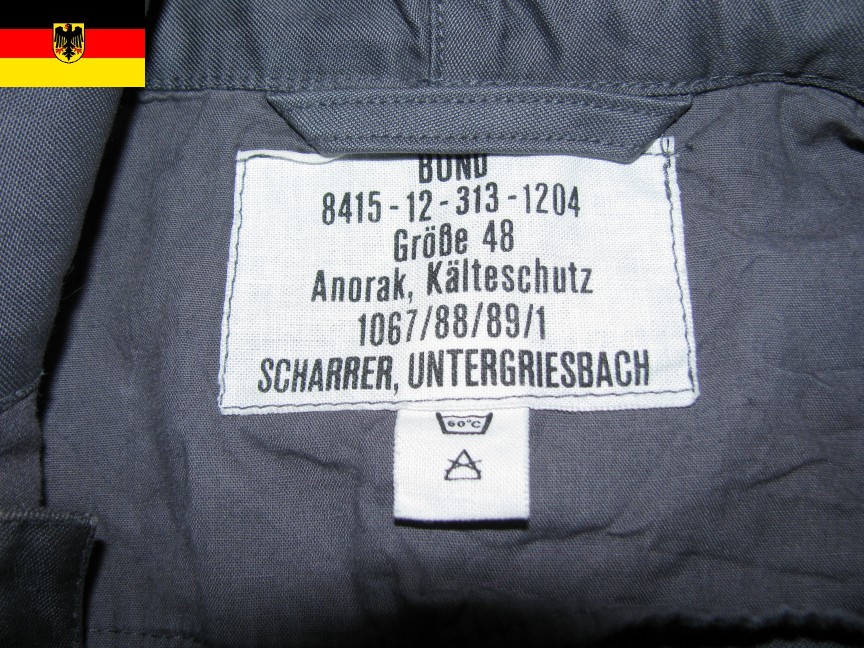 BUND
8415-12-313-1204
Größe 48
Anorak, Kälteschutz
1067/88/89/1
SCHARRER, UNTERGRIESBACH
60°C